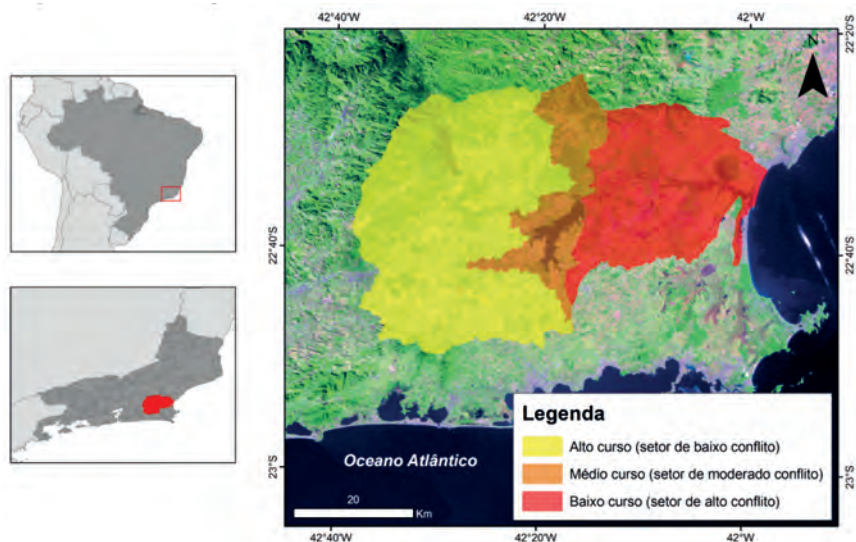 42°40'W
42°20'W
42°W
22°20'S
N
22°40'S
22°40'S
23°S
23°S
Oceano Atlântico
20
Km
Legenda
Alto curso (setor de baixo conflito)
Médio curso (setor de moderado conflito)
Baixo curso (setor de alto conflito)
42°40'W
42°20'W
42°W